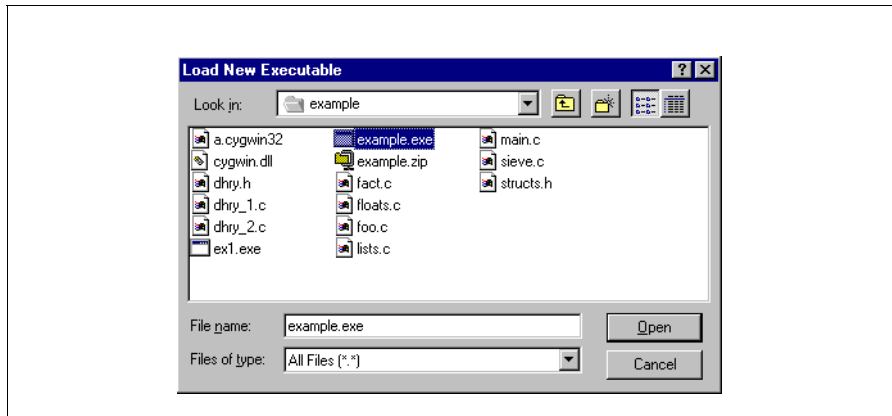 Load New Executable
Look in: example
a.cygwin32
cygwin.dll
dhry.h
dhry_1.c
dhry_2.c
ex1.exe
example.exe
example.zip
fact.c
floats.c
foo.c
lists.c
main.c
sieve.c
structs.h
File name: example.exe
Open
Files of type: All Files (*.*)
Cancel